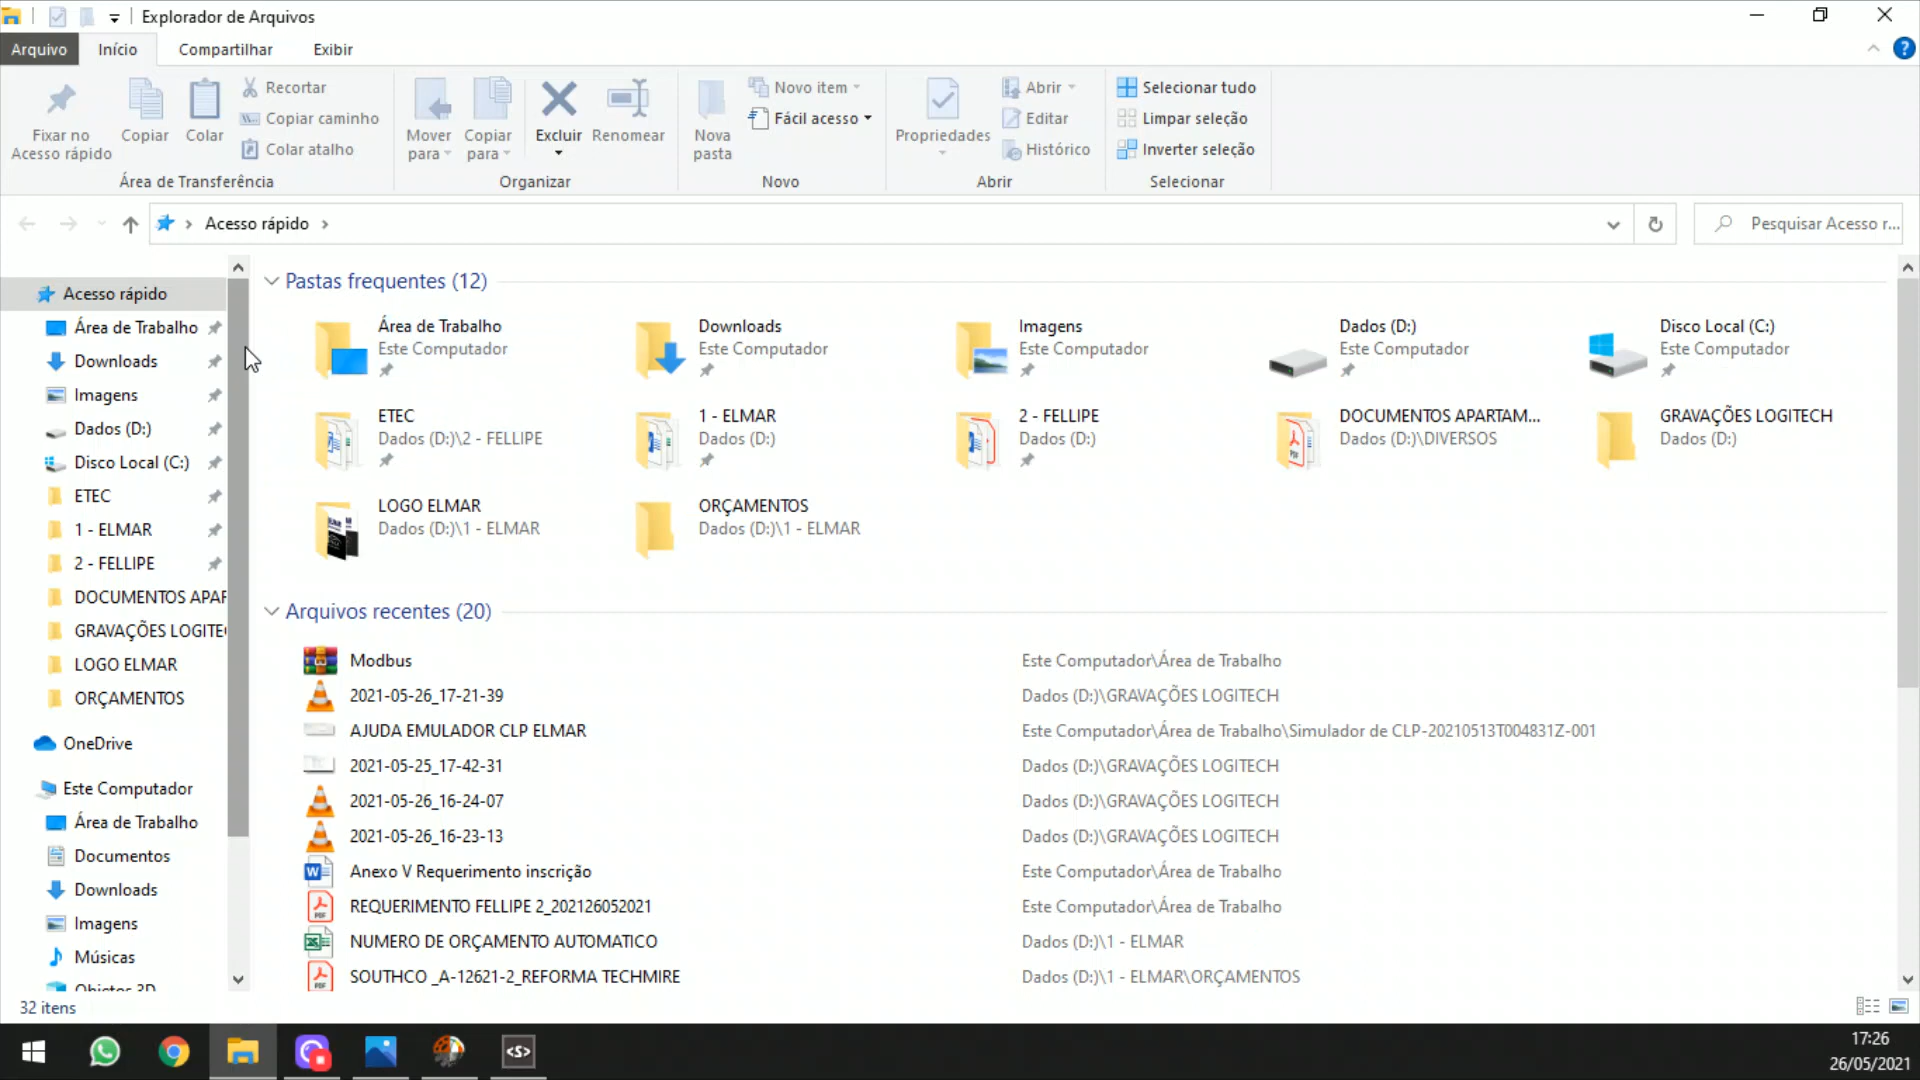 Explorador de Arquivos
Arquivo Início Compartilhar Exibir
Fixar no
Acesso rápido
Copiar
Colar
Recortar
Copiar caminho
Colar atalho
Área de Transferência
Mover
para
Copiar
para
Excluir
Renomear
Organizar
Nova
pasta
Novo item
Fácil acesso
Novo
Propriedades
Abrir
Editar
Histórico
Abrir
Selecionar tudo
Limpar seleção
Inverter seleção
Selecionar
Acesso rápido
Pesquisar Acesso r...
Acesso rápido
Área de Trabalho
Downloads
Imagens
Dados (D:)
Disco Local (C:)
ETEC
1 - ELMAR
2 - FELLIPE
DOCUMENTOS APAR
GRAVAÇÕES LOGITE
LOGO ELMAR
ORÇAMENTOS
OneDrive
Este Computador
Área de Trabalho
Documentos
Downloads
Imagens
Músicas
Objetos 3D
Pastas frequentes (12)
Área de Trabalho
Este Computador
Downloads
Este Computador
Imagens
Este Computador
Dados (D:)
Este Computador
Disco Local (C:)
Este Computador
ETEC
Dados (D:)\2 - FELLIPE
1 - ELMAR
Dados (D:)
2 - FELLIPE
Dados (D:)
DOCUMENTOS APARTAM...
Dados (D:)\DIVERSOS
GRAVAÇÕES LOGITECH
Dados (D:)
LOGO ELMAR
Dados (D:)\1 - ELMAR
ORÇAMENTOS
Dados (D:)\1 - ELMAR
Arquivos recentes (20)
Modbus Este Computador\Área de Trabalho
2021-05-26_17-21-39 Dados (D:)\GRAVAÇÕES LOGITECH
AJUDA EMULADOR CLP ELMAR Este Computador\Área de Trabalho\Simulador de CLP-20210513T004831Z-001
2021-05-25_17-42-31 Dados (D:)\GRAVAÇÕES LOGITECH
2021-05-26_16-24-07 Dados (D:)\GRAVAÇÕES LOGITECH
2021-05-26_16-23-13 Dados (D:)\GRAVAÇÕES LOGITECH
Anexo V Requerimento inscrição Este Computador\Área de Trabalho
REQUERIMENTO FELLIPE 2_202126052021 Este Computador\Área de Trabalho
NUMERO DE ORÇAMENTO AUTOMATICO Dados (D:)\1 - ELMAR
SOUTHCO _A-12621-2_REFORMA TECHMIRE Dados (D:)\1 - ELMAR\ORÇAMENTOS
32 itens
17:26
26/05/2021